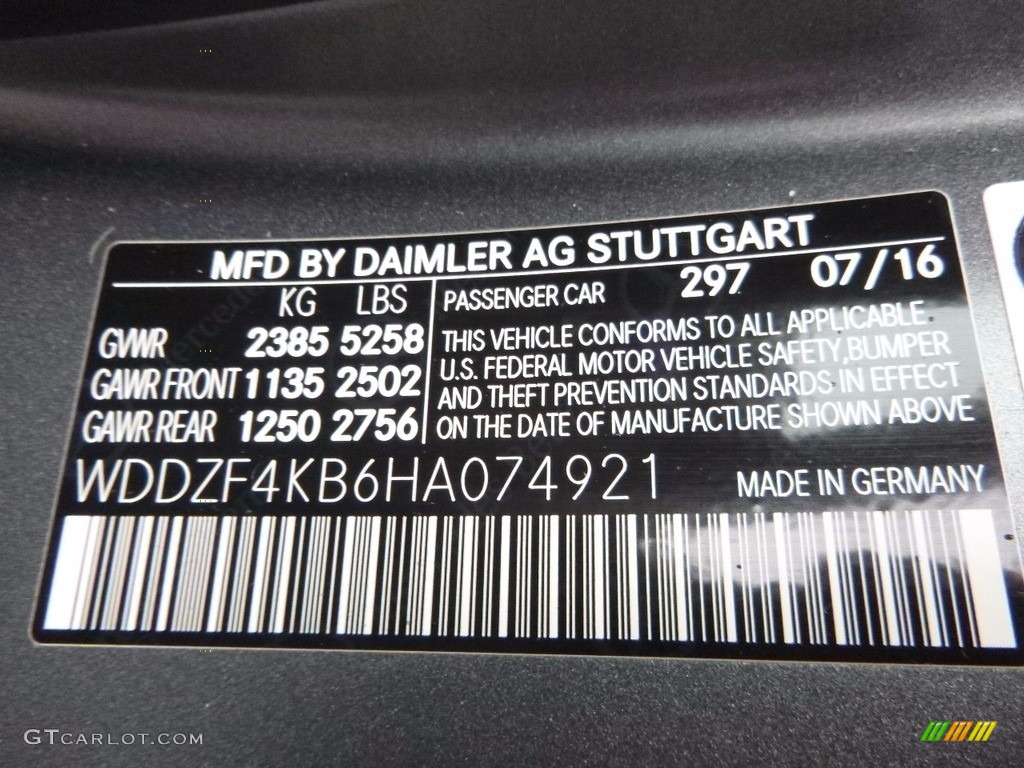 MFD BY DAIMLER AG STUTTGART
KG LBS
GWWR 2385 5258
GAWR FRONT 1135 2502
GAWR REAR 1250 2756
PASSENGER CAR 297 07/16
THIS VEHICLE CONFORMS TO ALL APPLICABLE
U.S. FEDERAL MOTOR VEHICLE SAFETY,BUMPER
AND THEFT PREVENTION STANDARDS IN EFFECT
ON THE DATE OF MANUFACTURE SHOWN ABOVE
WDDZF4KB6HA074921 MADE IN GERMANY
GTCARLOT.COM